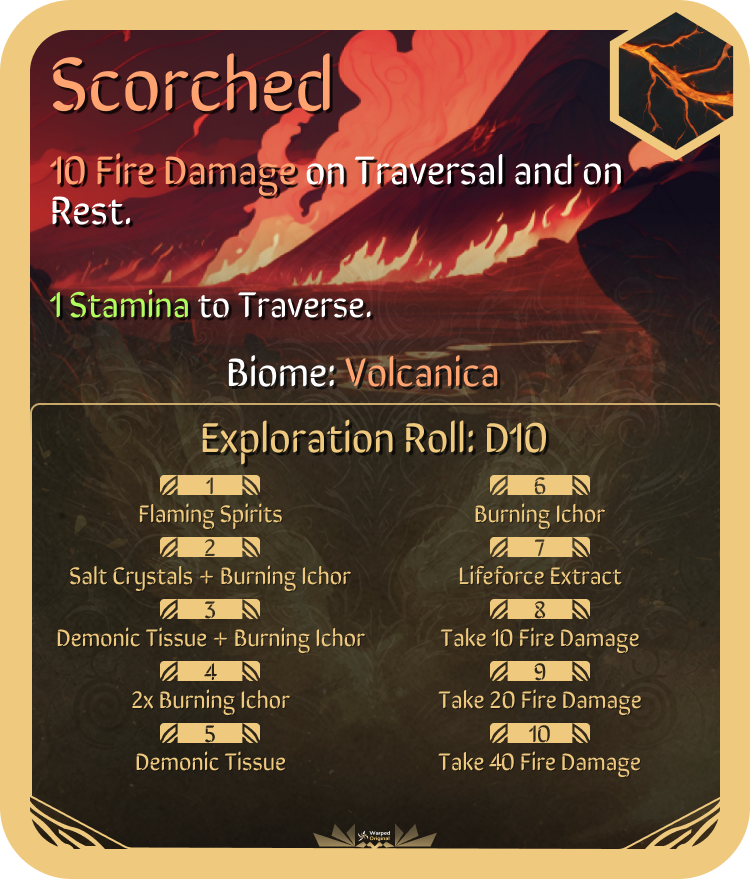 Scorched
10 Fire Damage on Traversal and on
Rest.
1 Stamina to Traverse.
Biome: Volcanica
Exploration Roll: D10
1
Flaming Spirits
2
Salt Crystals + Burning Ichor
3
Demonic Tissue + Burning Ichor
4
2x Burning Ichor
5
Demonic Tissue
6
Burning Ichor
7
Lifeforce Extract
8
Take 10 Fire Damage
9
Take 20 Fire Damage
10
Take 40 Fire Damage
Warped
Original